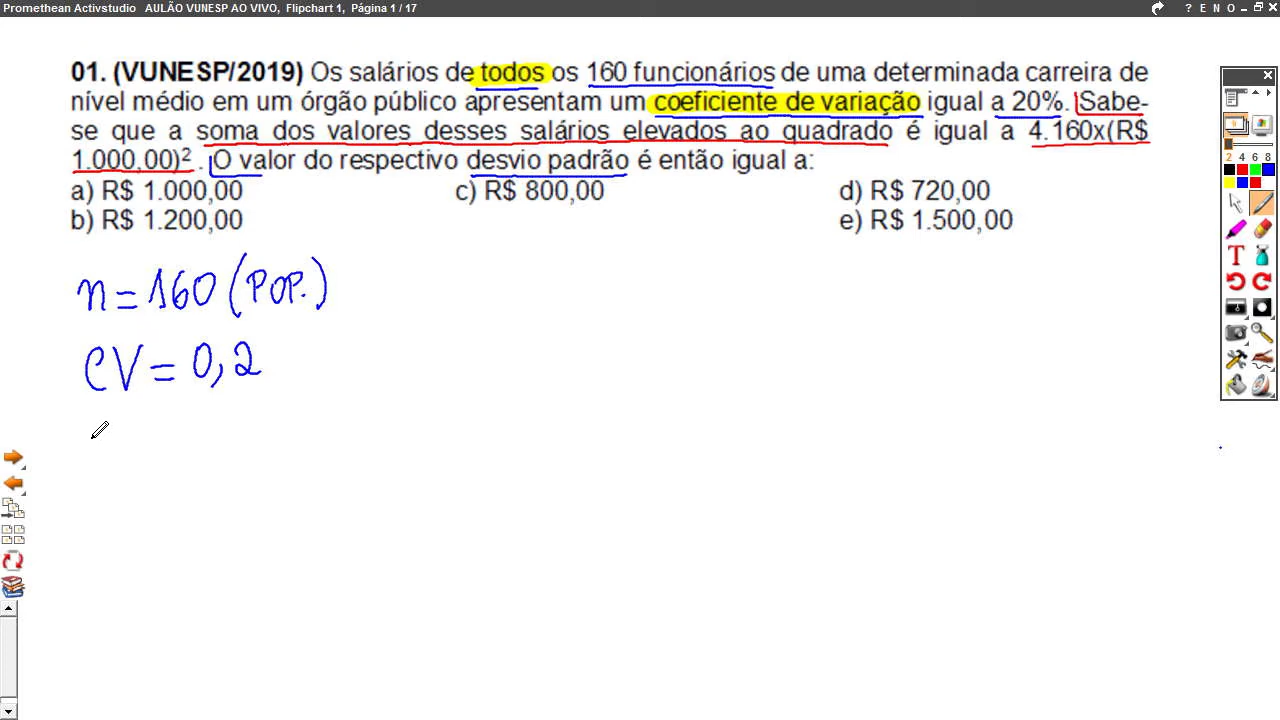 Promethean Activstudio AULÃO VUNESP AO VIVO, Flipchart 1, Página 1 / 17
? E N O
01. (VUNESP/2019) Os salários de todos os 160 funcionários de uma determinada carreira de
nível médio em um órgão público apresentam um coeficiente de variação igual a 20%. Sabe-
se que a soma dos valores desses salários elevados ao quadrado é igual a 4.160x(R$
1.000,00)². O valor do respectivo desvio padrão é então igual a:
a) R$ 1.000,00 c) R$ 800,00 d) R$ 720,00
b) R$ 1.200,00 e) R$ 1.500,00
n = 160 (POP.)
CV = 0,2
2 4 6 8
T